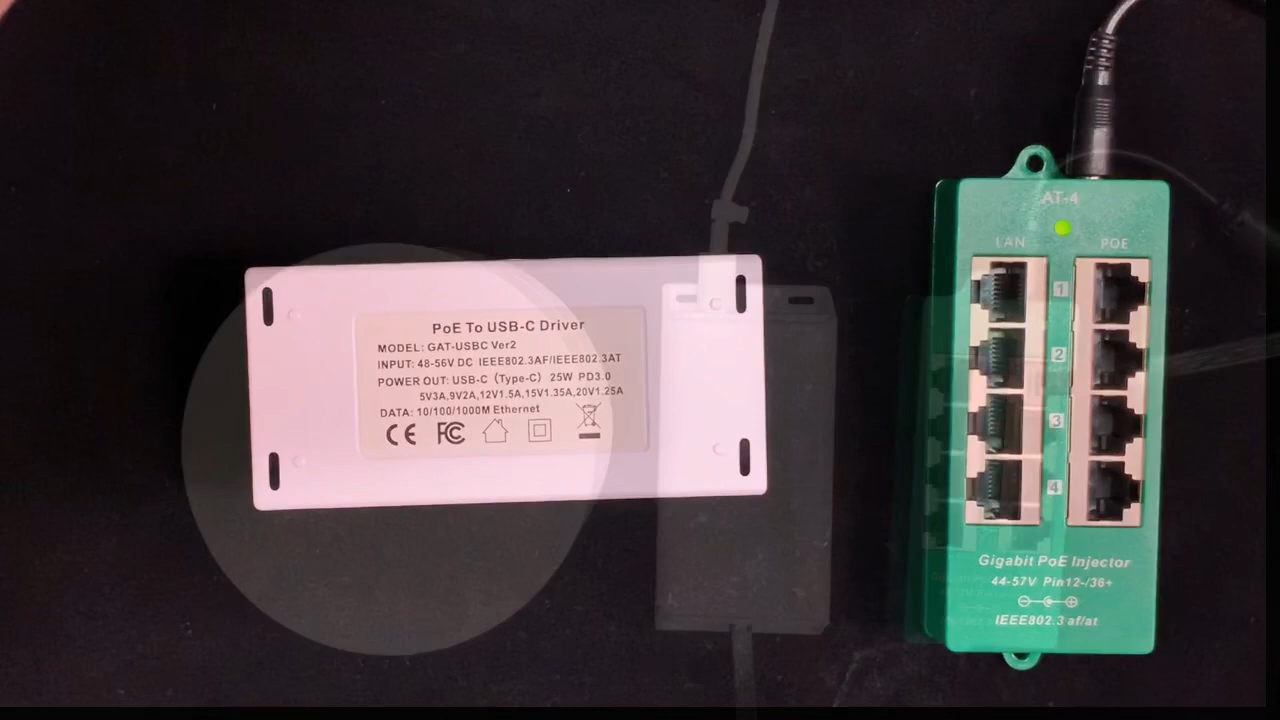 PoE To USB-C Driver
MODEL: GAT-USBC Ver2
INPUT: 48-56V DC IEEE802.3AF/IEEE802.3AT
POWER OUT: USB-C (Type-C) 25W PD3.0
5V3A,9V2A,12V1.5A,15V1.35A,20V1.25A
DATA: 10/100/1000M Ethernet
CE FC
AT-4
LAN POE
1
2
3
4
Gigabit PoE Injector
44-57V Pin12-/36+
IEEE802.3 af/at